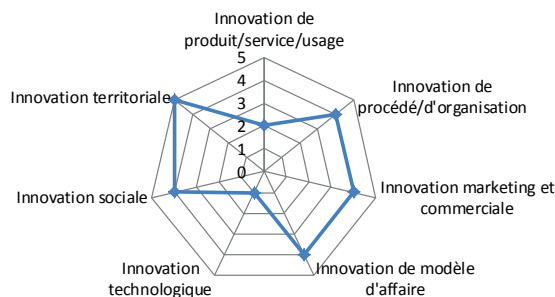 Innovation de
produit/service/usage
Innovation de
procédé/d'organisation
Innovation marketing et
commerciale
Innovation de modèle
d'affaire
Innovation
technologique
Innovation sociale
Innovation territoriale
5
4
3
2
1
0